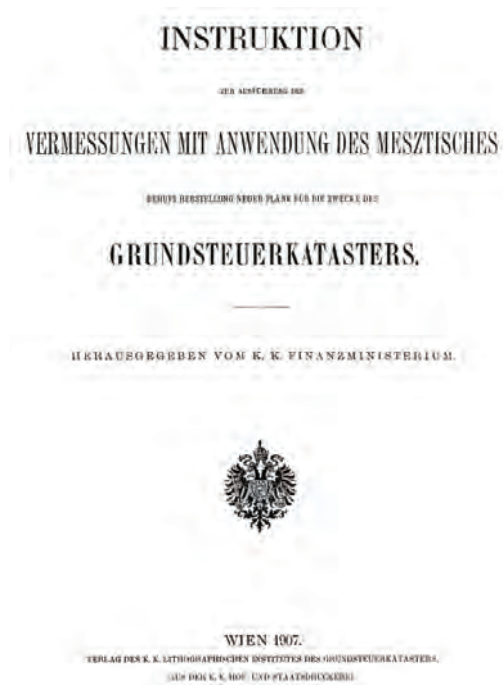 INSTRUKTION
ZUR AUSFÜHRUNG DER
VERMESSUNGEN MIT ANWENDUNG DES MESZTISCHES
BEHUFS HERSTELLUNG NEUER PLÄNE FÜR DIE ZWECKE DES
GRUNDSTEUERKATASTERS.
HERAUSGEGEBEN VOM K. K. FINANZMINISTERIUM.
WIEN 1907.
VERLAG DES K. K. LITHOGRAPHISCHEN INSTITUTES DES GRUNDSTEUERKATASTERS.
AUS DER K. K. HOF- UND STAATSDRUCKEREI.